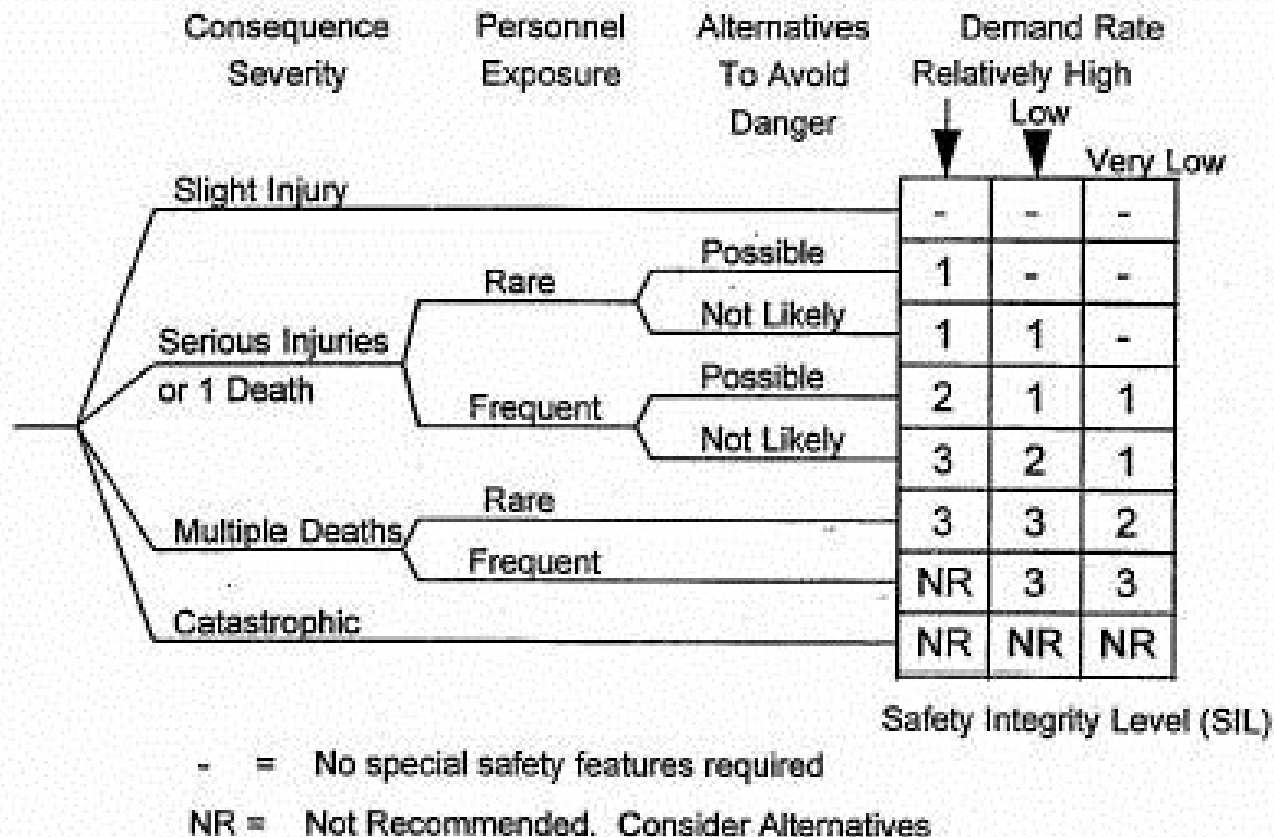 Consequence Personnel Alternatives Demand Rate
Severity Exposure To Avoid Relatively High
Danger Low
Very Low
Slight Injury
- - -
Possible
Rare
1 - -
Not Likely
Serious Injuries
1 1 -
or 1 Death
Possible
Frequent
2 1 1
Not Likely
3 2 1
Rare
Multiple Deaths
3 3 2
Frequent
NR 3 3
Catastrophic
NR NR NR
Safety Integrity Level (SIL)
- = No special safety features required
NR = Not Recommended. Consider Alternatives